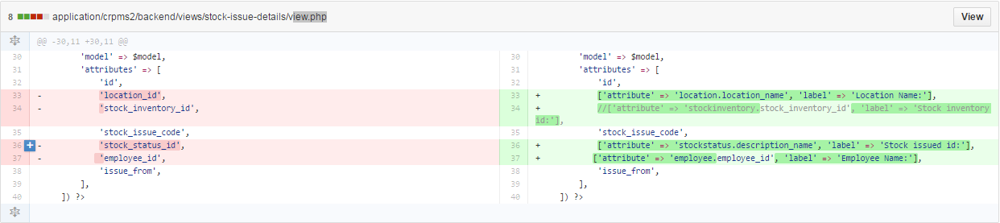 8 application/crpms2/backend/views/stock-issue-details/view.php View
@@ -30,11 +30,11 @@
30 'model' => $model,
31 'attributes' => [
32 'id',
33 - 'location_id',
34 - 'stock_inventory_id',
35 'stock_issue_code',
36 + - 'stock_status_id',
37 - 'employee_id',
38 'issue_from',
39 ],
40 ]) ?>
30 'model' => $model,
31 'attributes' => [
32 'id',
33 + ['attribute' => 'location.location_name', 'label' => 'Location Name:'],
34 + //['attribute' => 'stockinventory.stock_inventory_id', 'label' => 'Stock inventory
id:'],
35 'stock_issue_code',
36 + ['attribute' => 'stockstatus.description_name', 'label' => 'Stock issued id:'],
37 + ['attribute' => 'employee.employee_id', 'label' => 'Employee Name:'],
38 'issue_from',
39 ],
40 ]) ?>